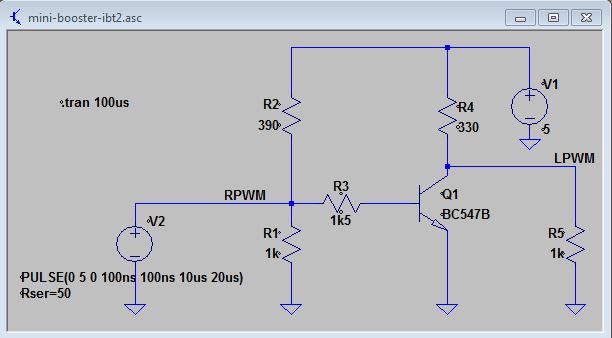 mini-booster-ibt2.asc
.tran 100us
R2
390
R4
330
V1
5
RPWM
LPWM
R3
1k5
Q1
BC547B
V2
R1
1k
R5
1k
PULSE(0 5 0 100ns 100ns 10us 20us)
Rser=50